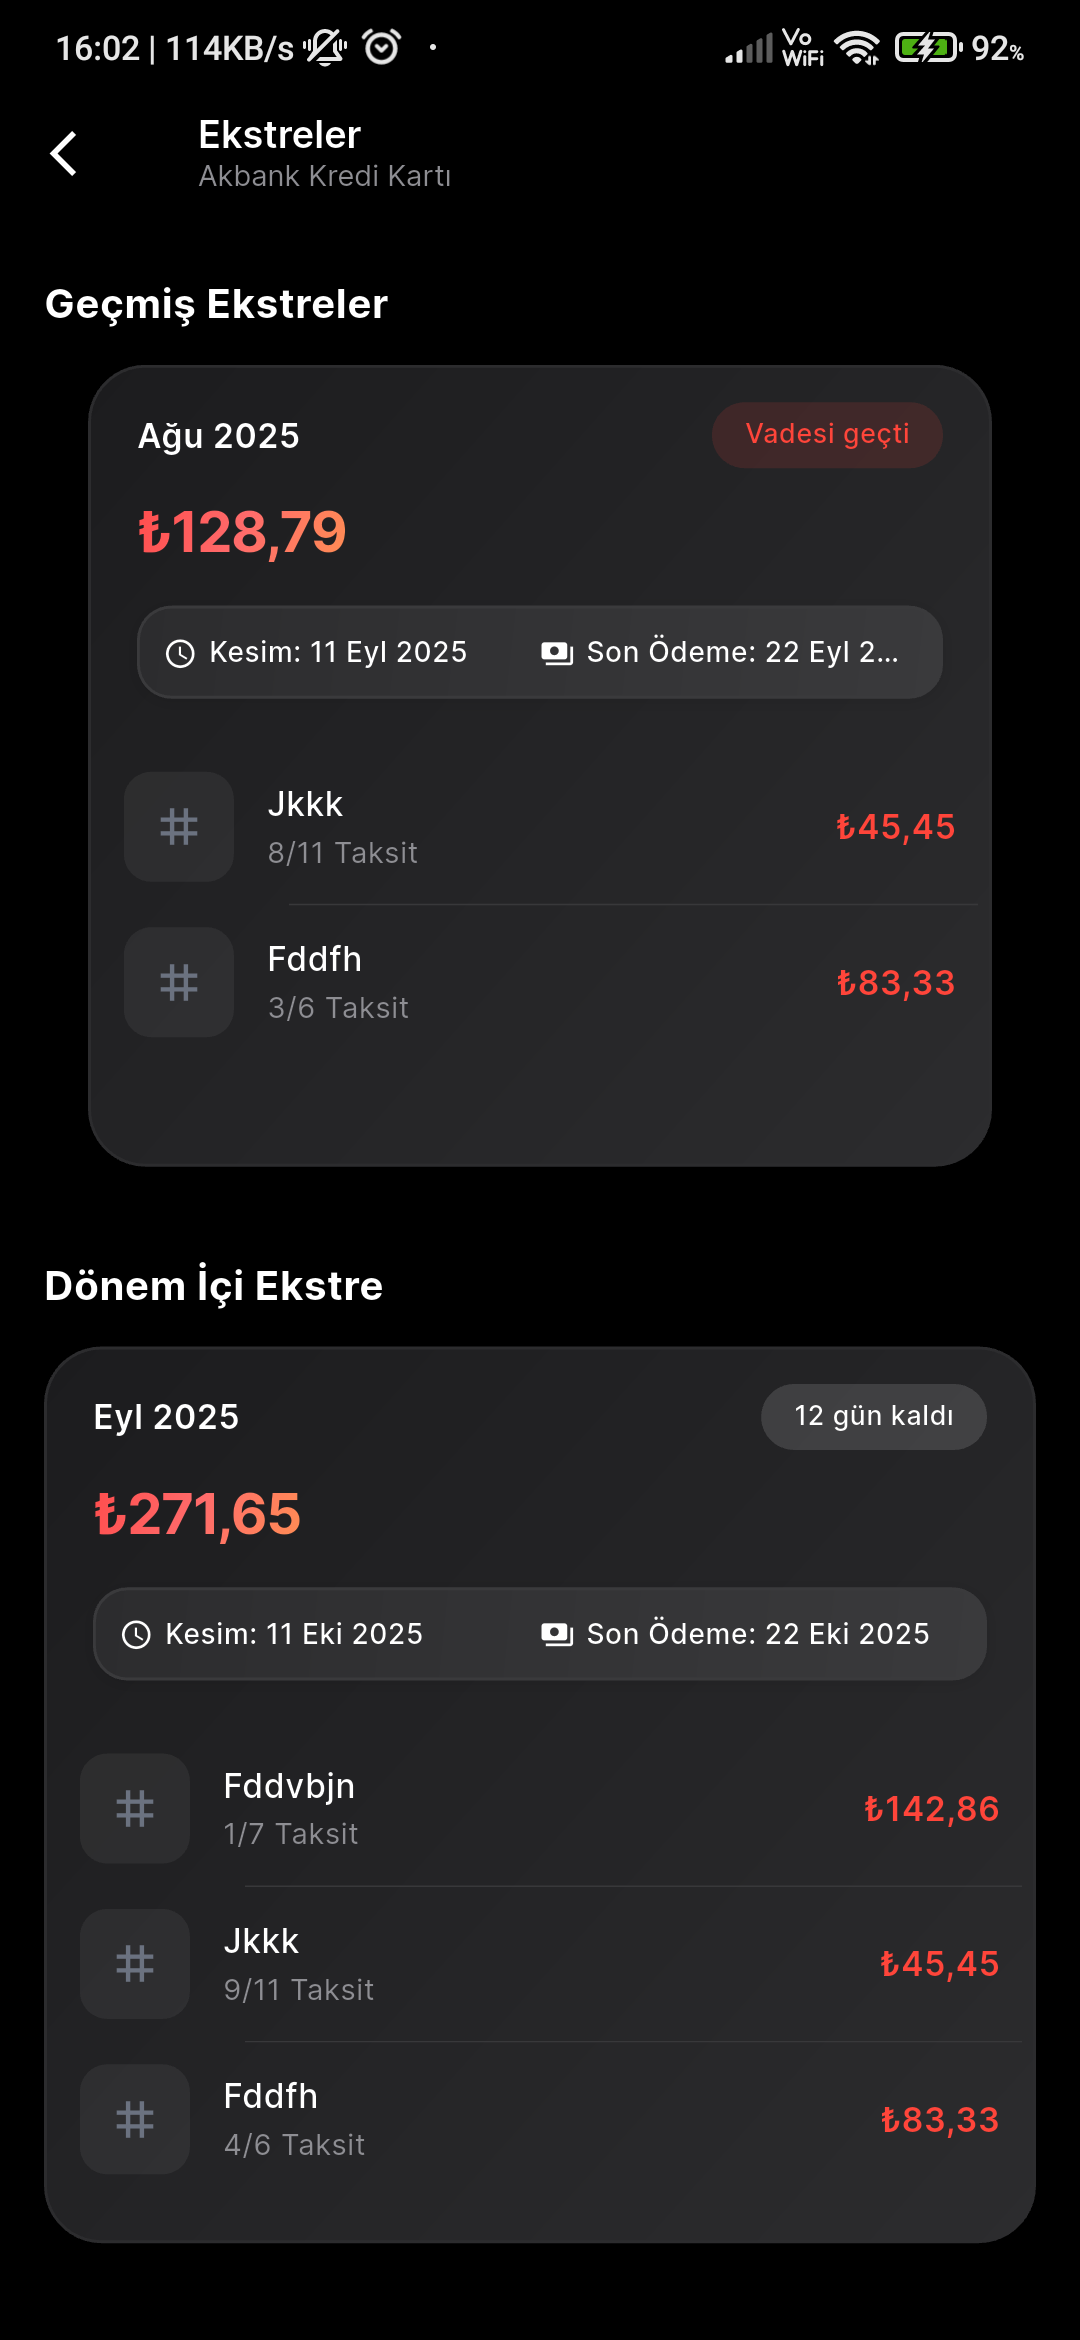 16:02 | 114KB/s
Vo WiFi 92%
Ekstreler
Akbank Kredi Kartı
Geçmiş Ekstreler
Ağu 2025 Vadesi geçti
₺128,79
Kesim: 11 Eyl 2025 Son Ödeme: 22 Eyl 2...
Jkkk
8/11 Taksit
₺45,45
Fddfh
3/6 Taksit
₺83,33
Dönem İçi Ekstre
Eyl 2025 12 gün kaldı
₺271,65
Kesim: 11 Eki 2025 Son Ödeme: 22 Eki 2025
Fddvbjn
1/7 Taksit
₺142,86
Jkkk
9/11 Taksit
₺45,45
Fddfh
4/6 Taksit
₺83,33